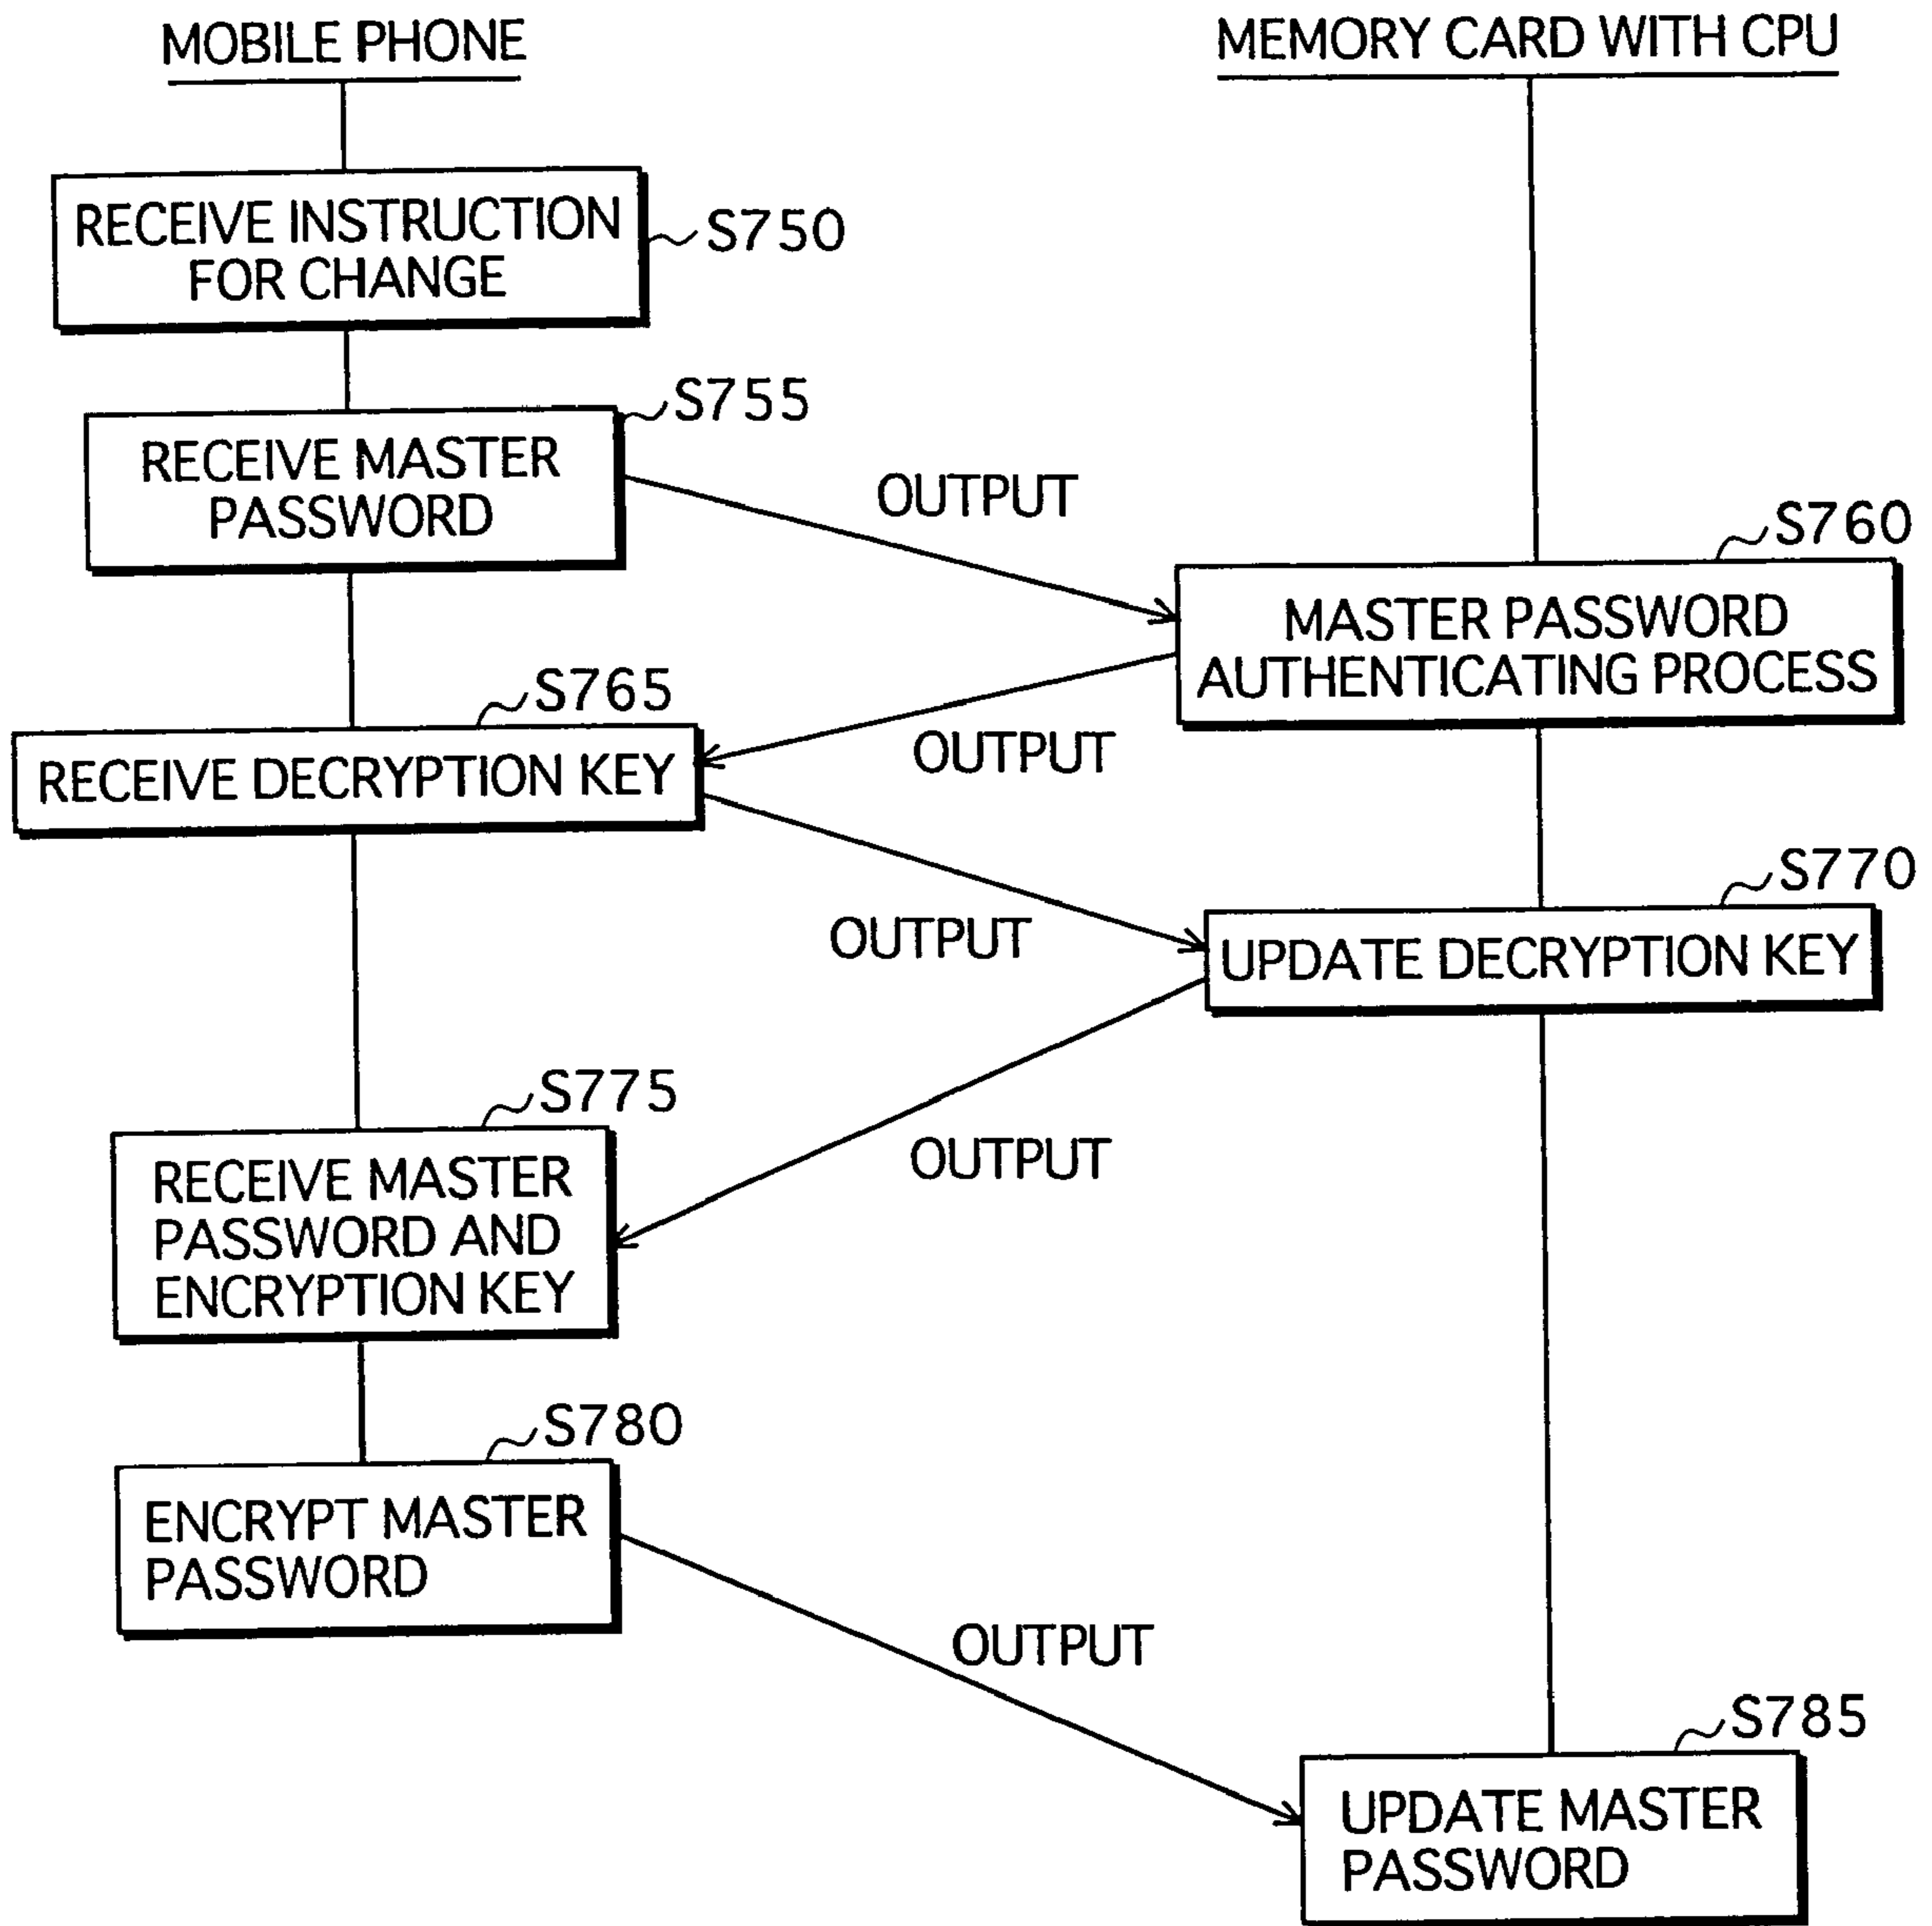 MOBILE PHONE
MEMORY CARD WITH CPU
RECEIVE INSTRUCTION
FOR CHANGE
S750
S755
RECEIVE MASTER
PASSWORD
OUTPUT
S760
MASTER PASSWORD
AUTHENTICATING PROCESS
S765
OUTPUT
RECEIVE DECRYPTION KEY
S770
OUTPUT
UPDATE DECRYPTION KEY
S775
OUTPUT
RECEIVE MASTER
PASSWORD AND
ENCRYPTION KEY
S780
ENCRYPT MASTER
PASSWORD
OUTPUT
S785
UPDATE MASTER
PASSWORD